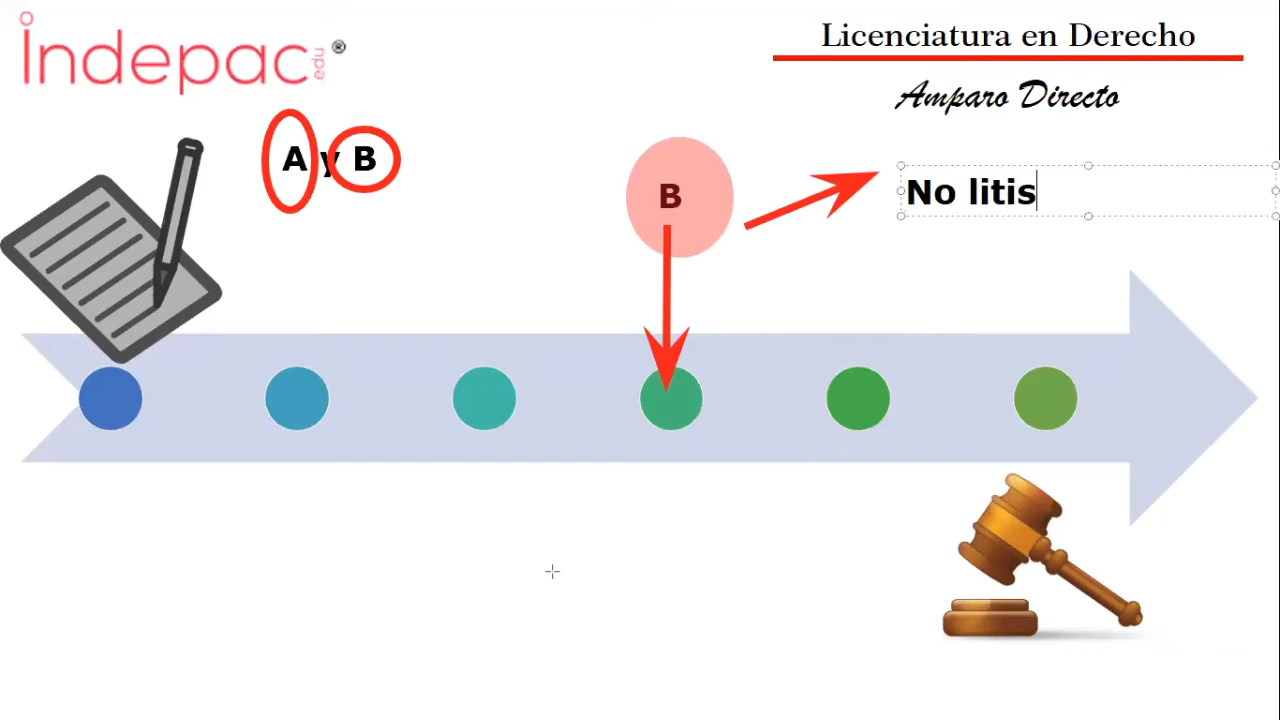 indepac edu ®
Licenciatura en Derecho
Amparo Directo
A y B
B
No litis